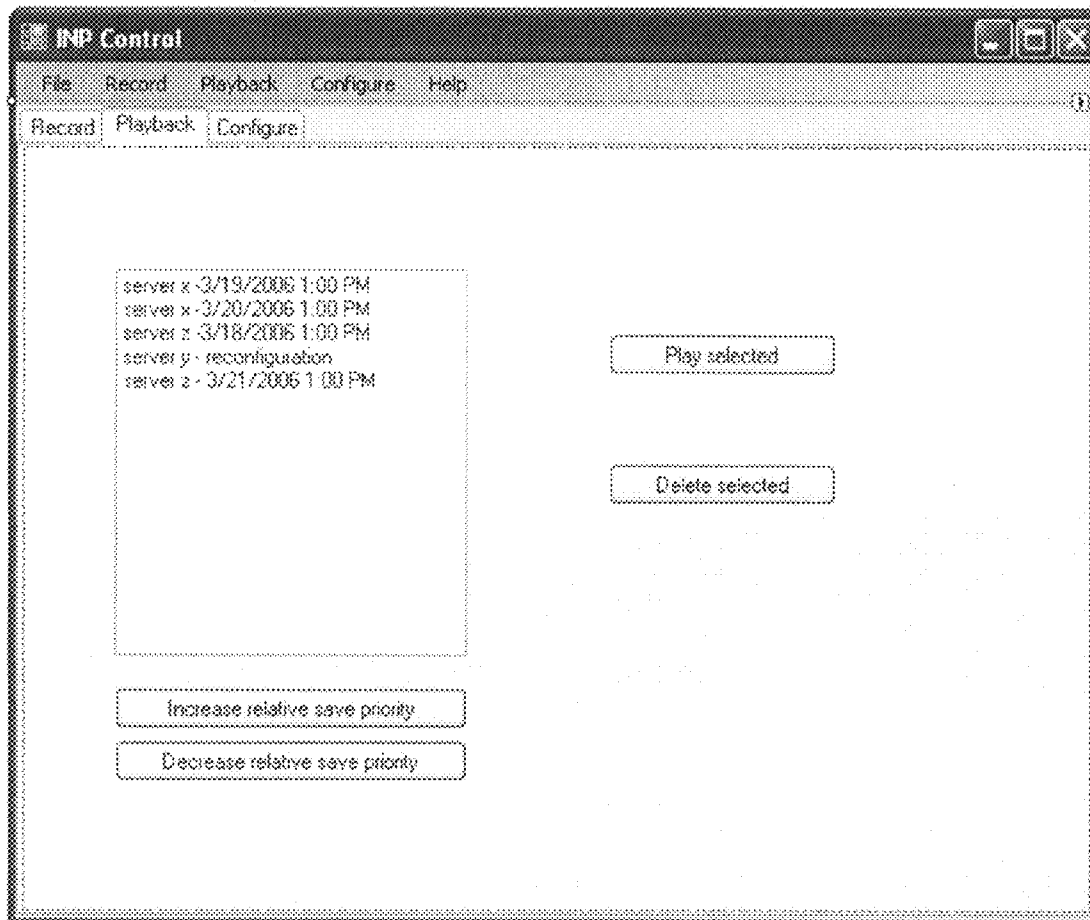 INP Control
File Record Playback Configure Help
Record Playback Configure
server x -3/19/2006 1:00 PM
server x -3/20/2006 1:00 PM
server z -3/18/2006 1:00 PM
server y - reconfiguration
server z - 3/21/2006 1:00 PM
Play selected
Delete selected
Increase relative save priority
Decrease relative save priority